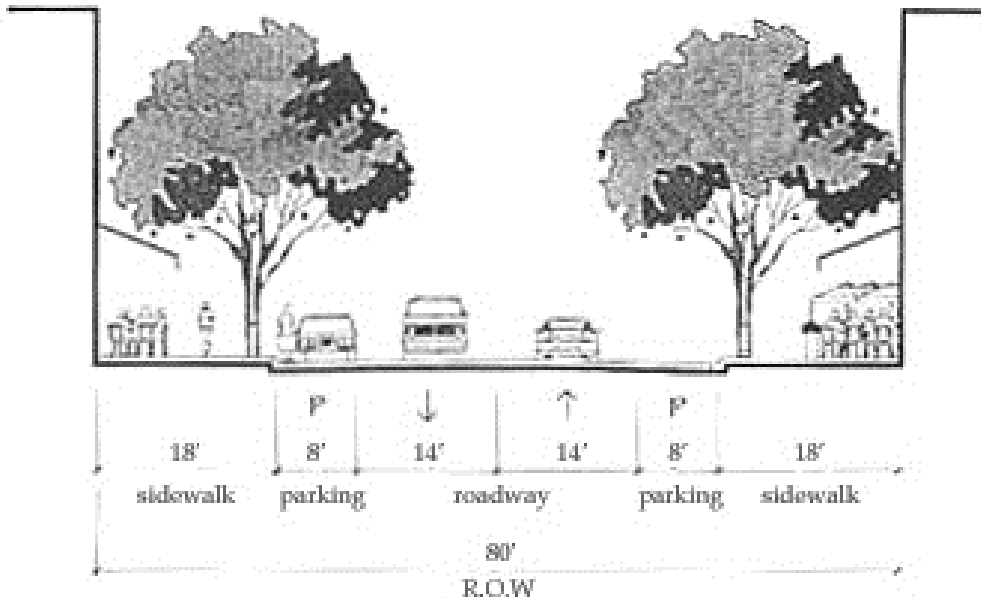 P ↓ ↑ P
18' 8' 14' 14' 8' 18'
sidewalk parking roadway parking sidewalk
80'
R.O.W